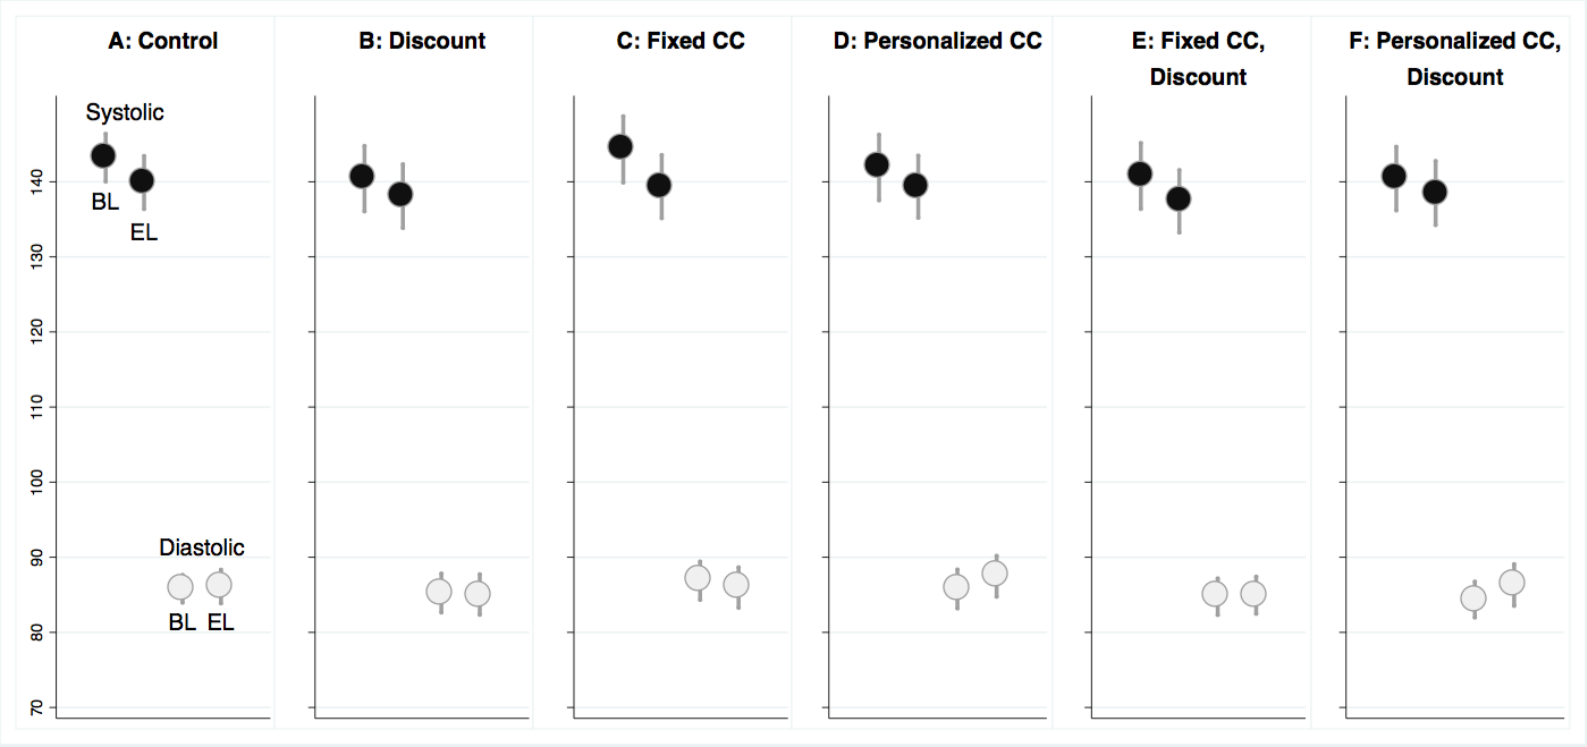 A: Control
B: Discount
C: Fixed CC
D: Personalized CC
E: Fixed CC,
Discount
F: Personalized CC,
Discount
Systolic
BL
EL
Diastolic
BL EL
140
130
120
110
100
90
80
70